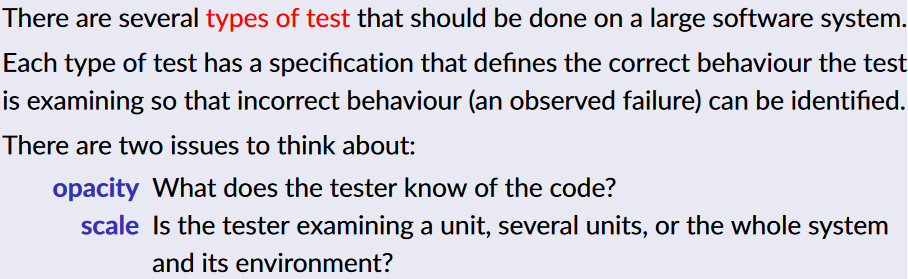 There are several types of test that should be done on a large software system.
Each type of test has a specification that defines the correct behaviour the test
is examining so that incorrect behaviour (an observed failure) can be identified.
There are two issues to think about:
opacity What does the tester know of the code?
scale Is the tester examining a unit, several units, or the whole system
and its environment?